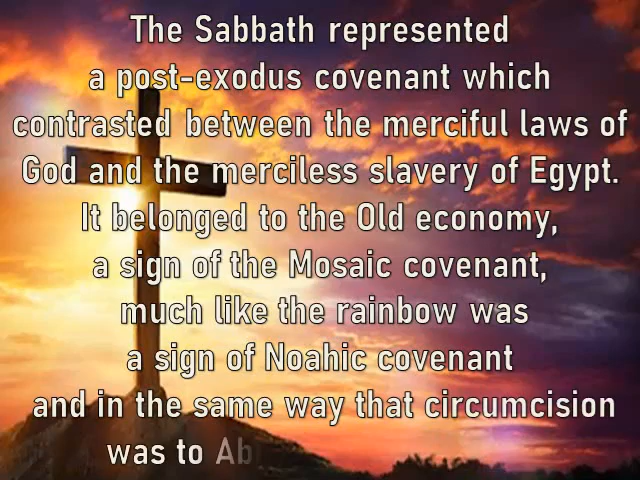 The Sabbath represented
a post-exodus covenant which
contrasted between the merciful laws of
God and the merciless slavery of Egypt.
It belonged to the Old economy,
a sign of the Mosaic covenant,
much like the rainbow was
a sign of Noahic covenant
and in the same way that circumcision
was to Ab